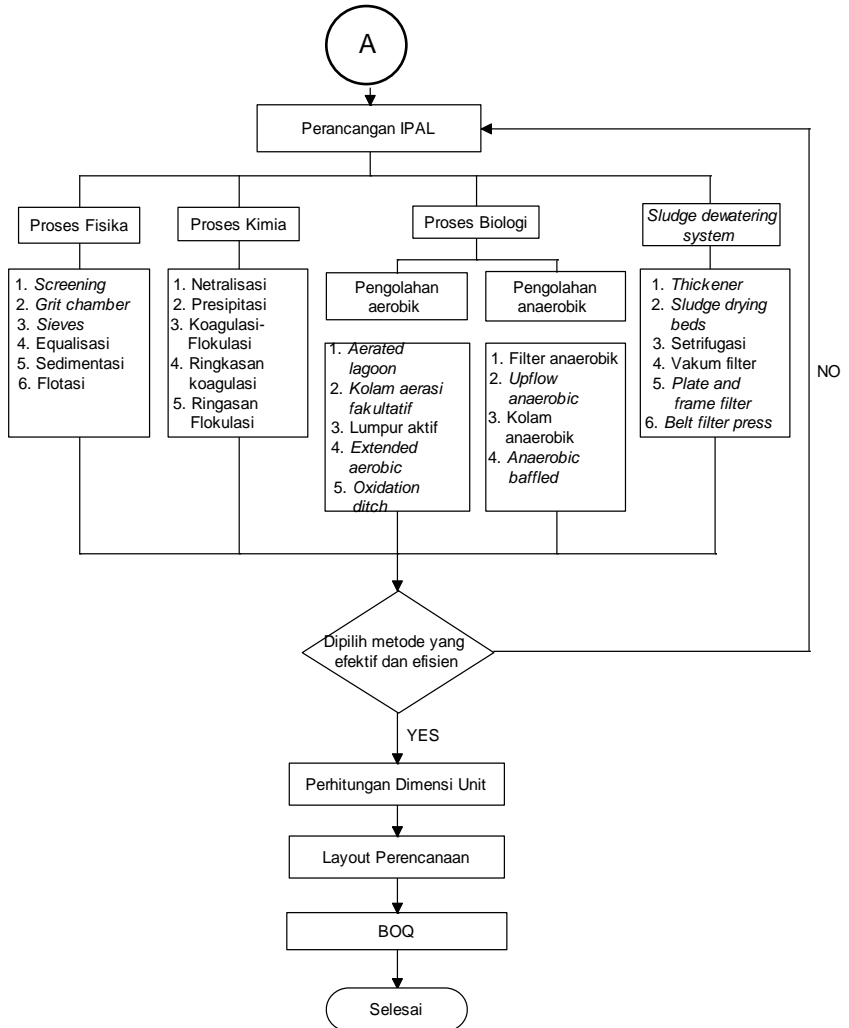 A
Perancangan IPAL
Proses Fisika
Proses Kimia
Proses Biologi
Sludge dewatering
system
1. Screening
2. Grit chamber
3. Sieves
4. Equalisasi
5. Sedimentasi
6. Flotasi
1. Netralisasi
2. Presipitasi
3. Koagulasi-
Flokulasi
4. Ringkasan
koagulasi
5. Ringasan
Flokulasi
Pengolahan
aerobik
Pengolahan
anaerobik
1. Aerated
lagoon
2. Kolam aerasi
fakultatif
3. Lumpur aktif
4. Extended
aerobic
5. Oxidation
ditch
1. Filter anaerobik
2. Upflow
anaerobic
3. Kolam
anaerobik
4. Anaerobic
baffled
1. Thickener
2. Sludge drying
beds
3. Setrifugasi
4. Vakum filter
5. Plate and
frame filter
6. Belt filter press
NO
Dipilih metode yang
efektif dan efisien
YES
Perhitungan Dimensi Unit
Layout Perencanaan
BOQ
Selesai